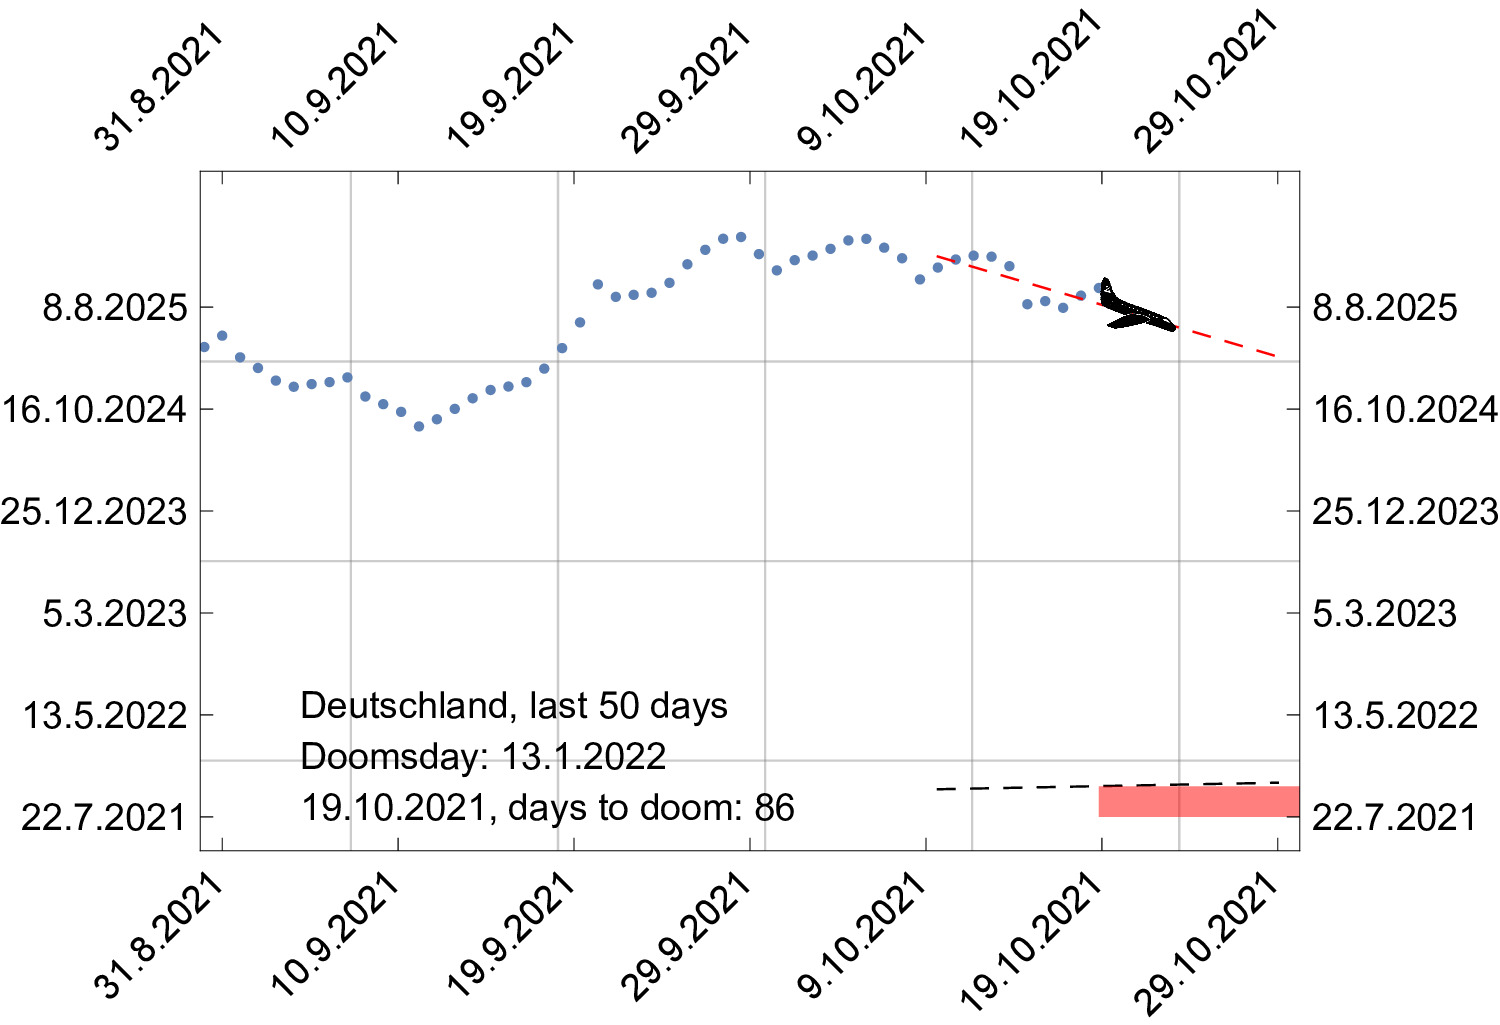 31.8.2021 10.9.2021 19.9.2021 29.9.2021 9.10.2021 19.10.2021 29.10.2021
8.8.2025 8.8.2025
16.10.2024 16.10.2024
25.12.2023 25.12.2023
5.3.2023 5.3.2023
Deutschland, last 50 days
13.5.2022 13.5.2022
Doomsday: 13.1.2022
19.10.2021, days to doom: 86
22.7.2021 22.7.2021
31.8.2021 10.9.2021 19.9.2021 29.9.2021 9.10.2021 19.10.2021 29.10.2021